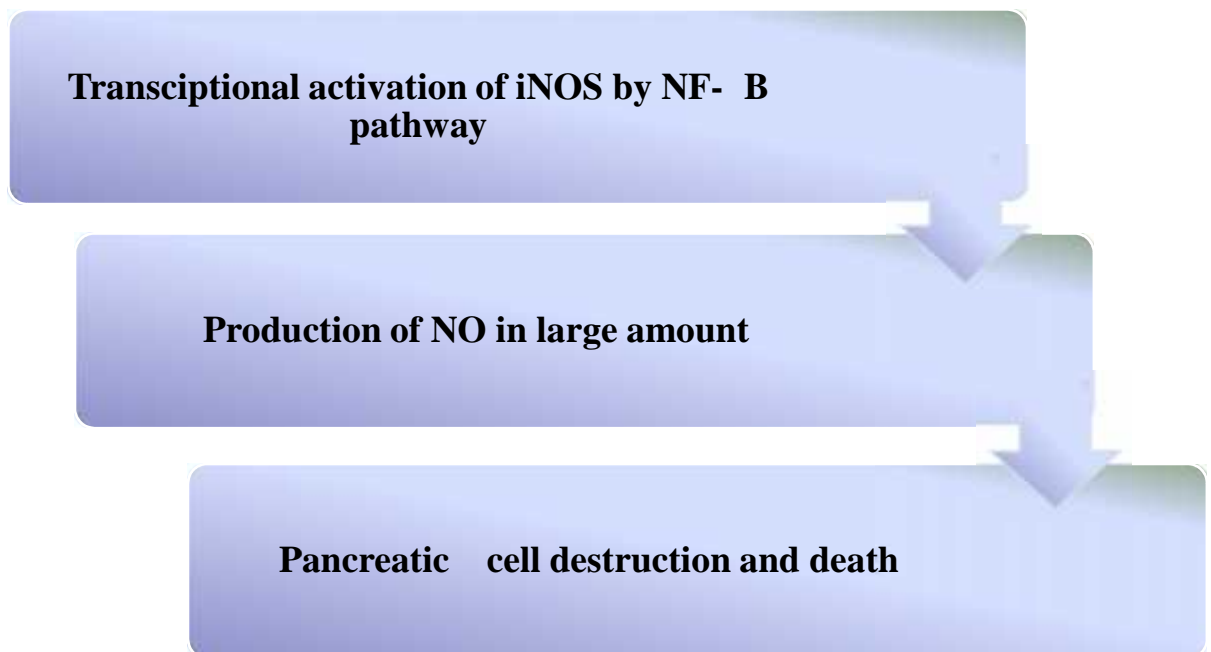 Transciptional activation of iNOS by NF- B
pathway
Production of NO in large amount
Pancreatic cell destruction and death